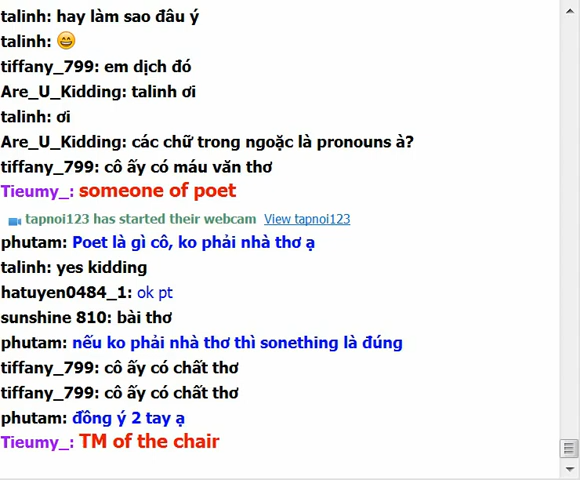 talinh: hay làm sao đâu ý
talinh: 😄
tiffany_799: em dịch đó
Are_U_Kidding: talinh ơi
talinh: ơi
Are_U_Kidding: các chữ trong ngoặc là pronouns à?
tiffany_799: cô ấy có máu văn thơ
Tieumy_: someone of poet
tapnoi123 has started their webcam View tapnoi123
phutam: Poet là gì cô, ko phải nhà thơ ạ
talinh: yes kidding
hatuyen0484_1: ok pt
sunshine 810: bài thơ
phutam: nếu ko phải nhà thơ thì sonething là đúng
tiffany_799: cô ấy có chất thơ
tiffany_799: cô ấy có chất thơ
phutam: đồng ý 2 tay ạ
Tieumy_: TM of the chair